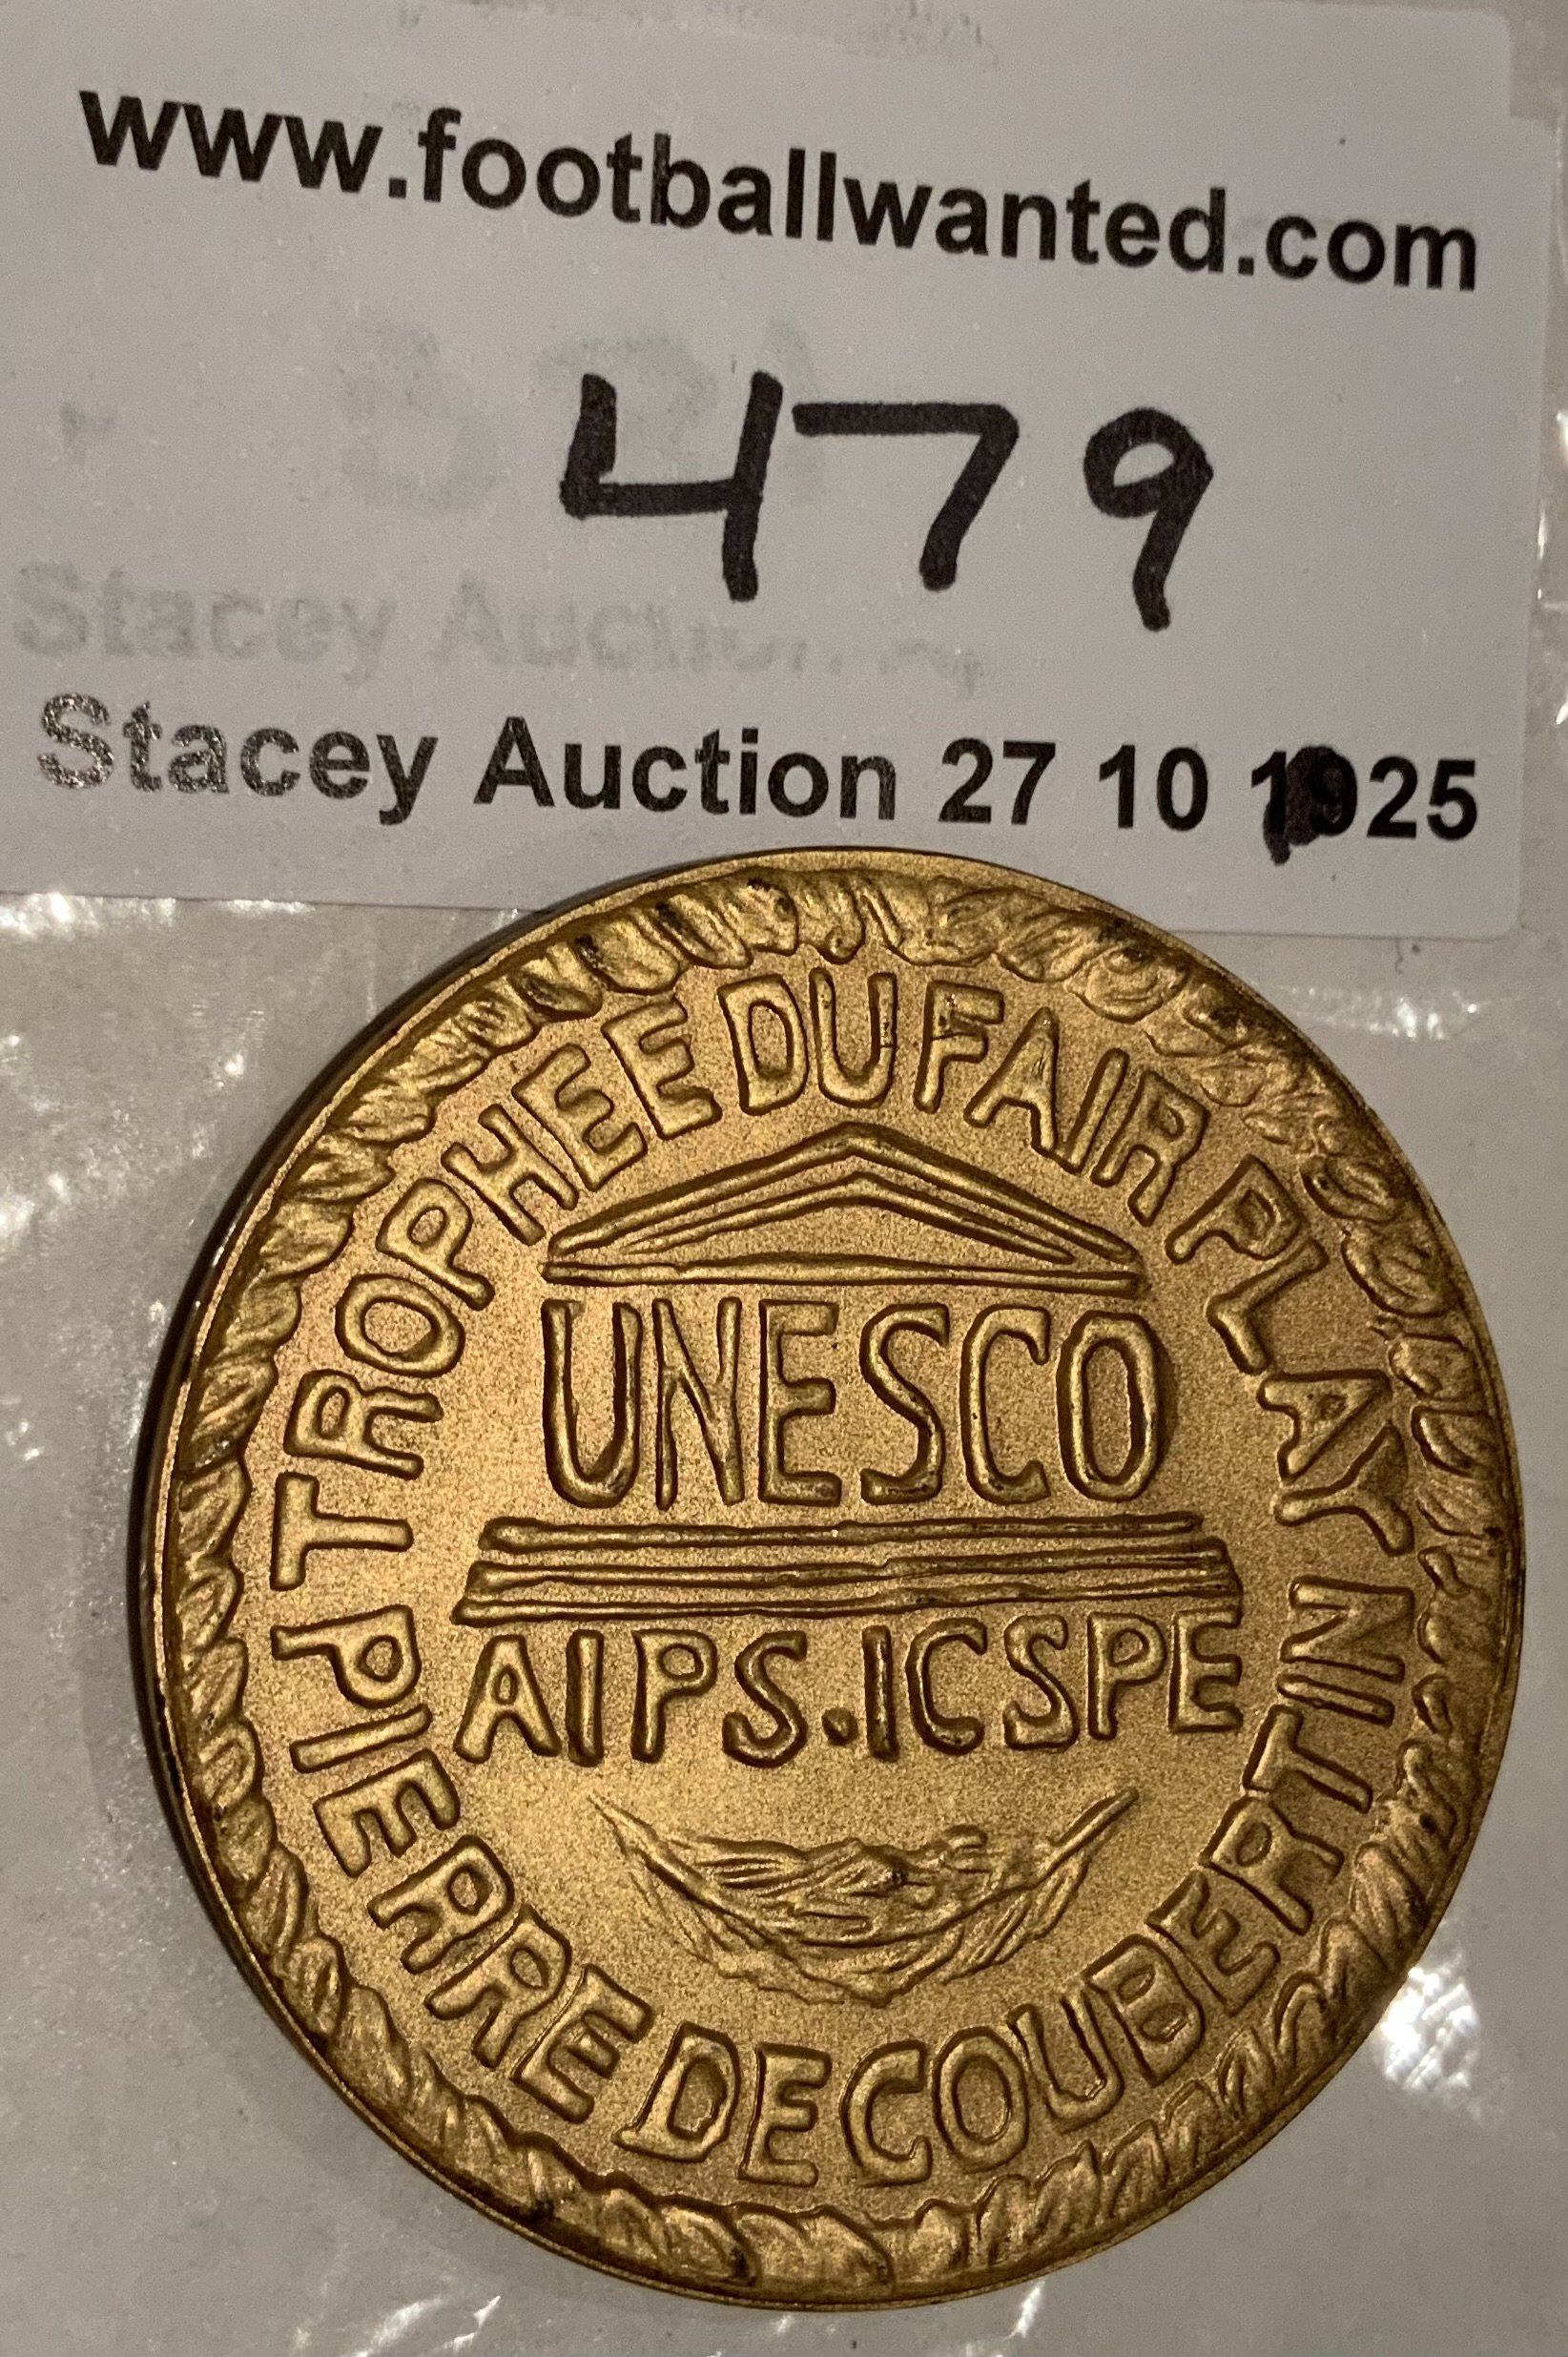 www.footballwanted.com
479
Stacey Auction
Stacey Auction 27 10 1925
TROPHEE DU FAIR PLAY
UNESCO
AIPS.ICSPE
PIERRE DE COUBERTIN